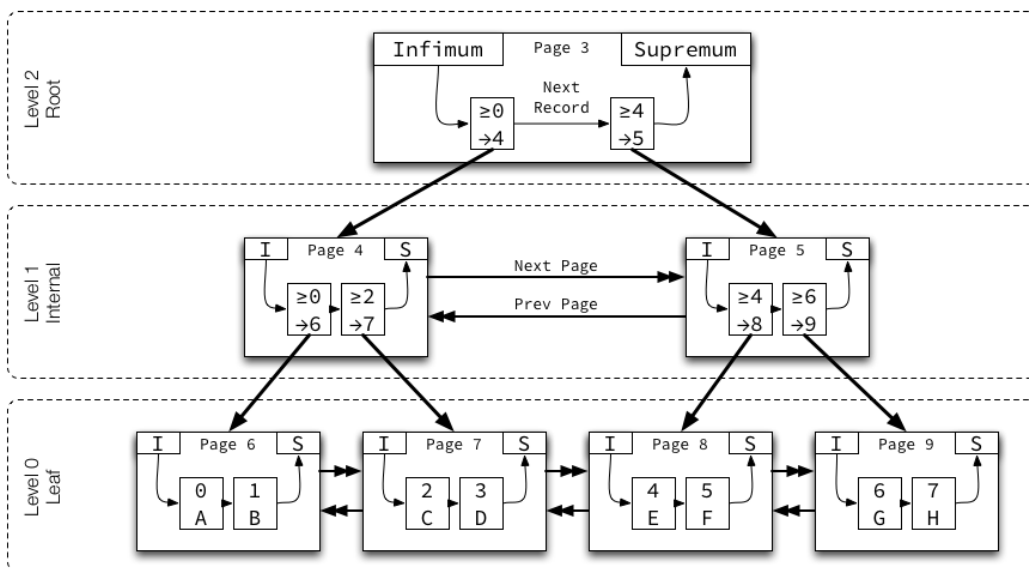 Level 2
Root
Infimum
Page 3
Supremum
Next
Record
≥0
→4
≥4
→5
Level 1
Internal
I
Page 4
S
≥0
→6
≥2
→7
Next Page
Prev Page
I
Page 5
S
≥4
→8
≥6
→9
Level 0
Leaf
I
Page 6
S
0
A
1
B
I
Page 7
S
2
C
3
D
I
Page 8
S
4
E
5
F
I
Page 9
S
6
G
7
H